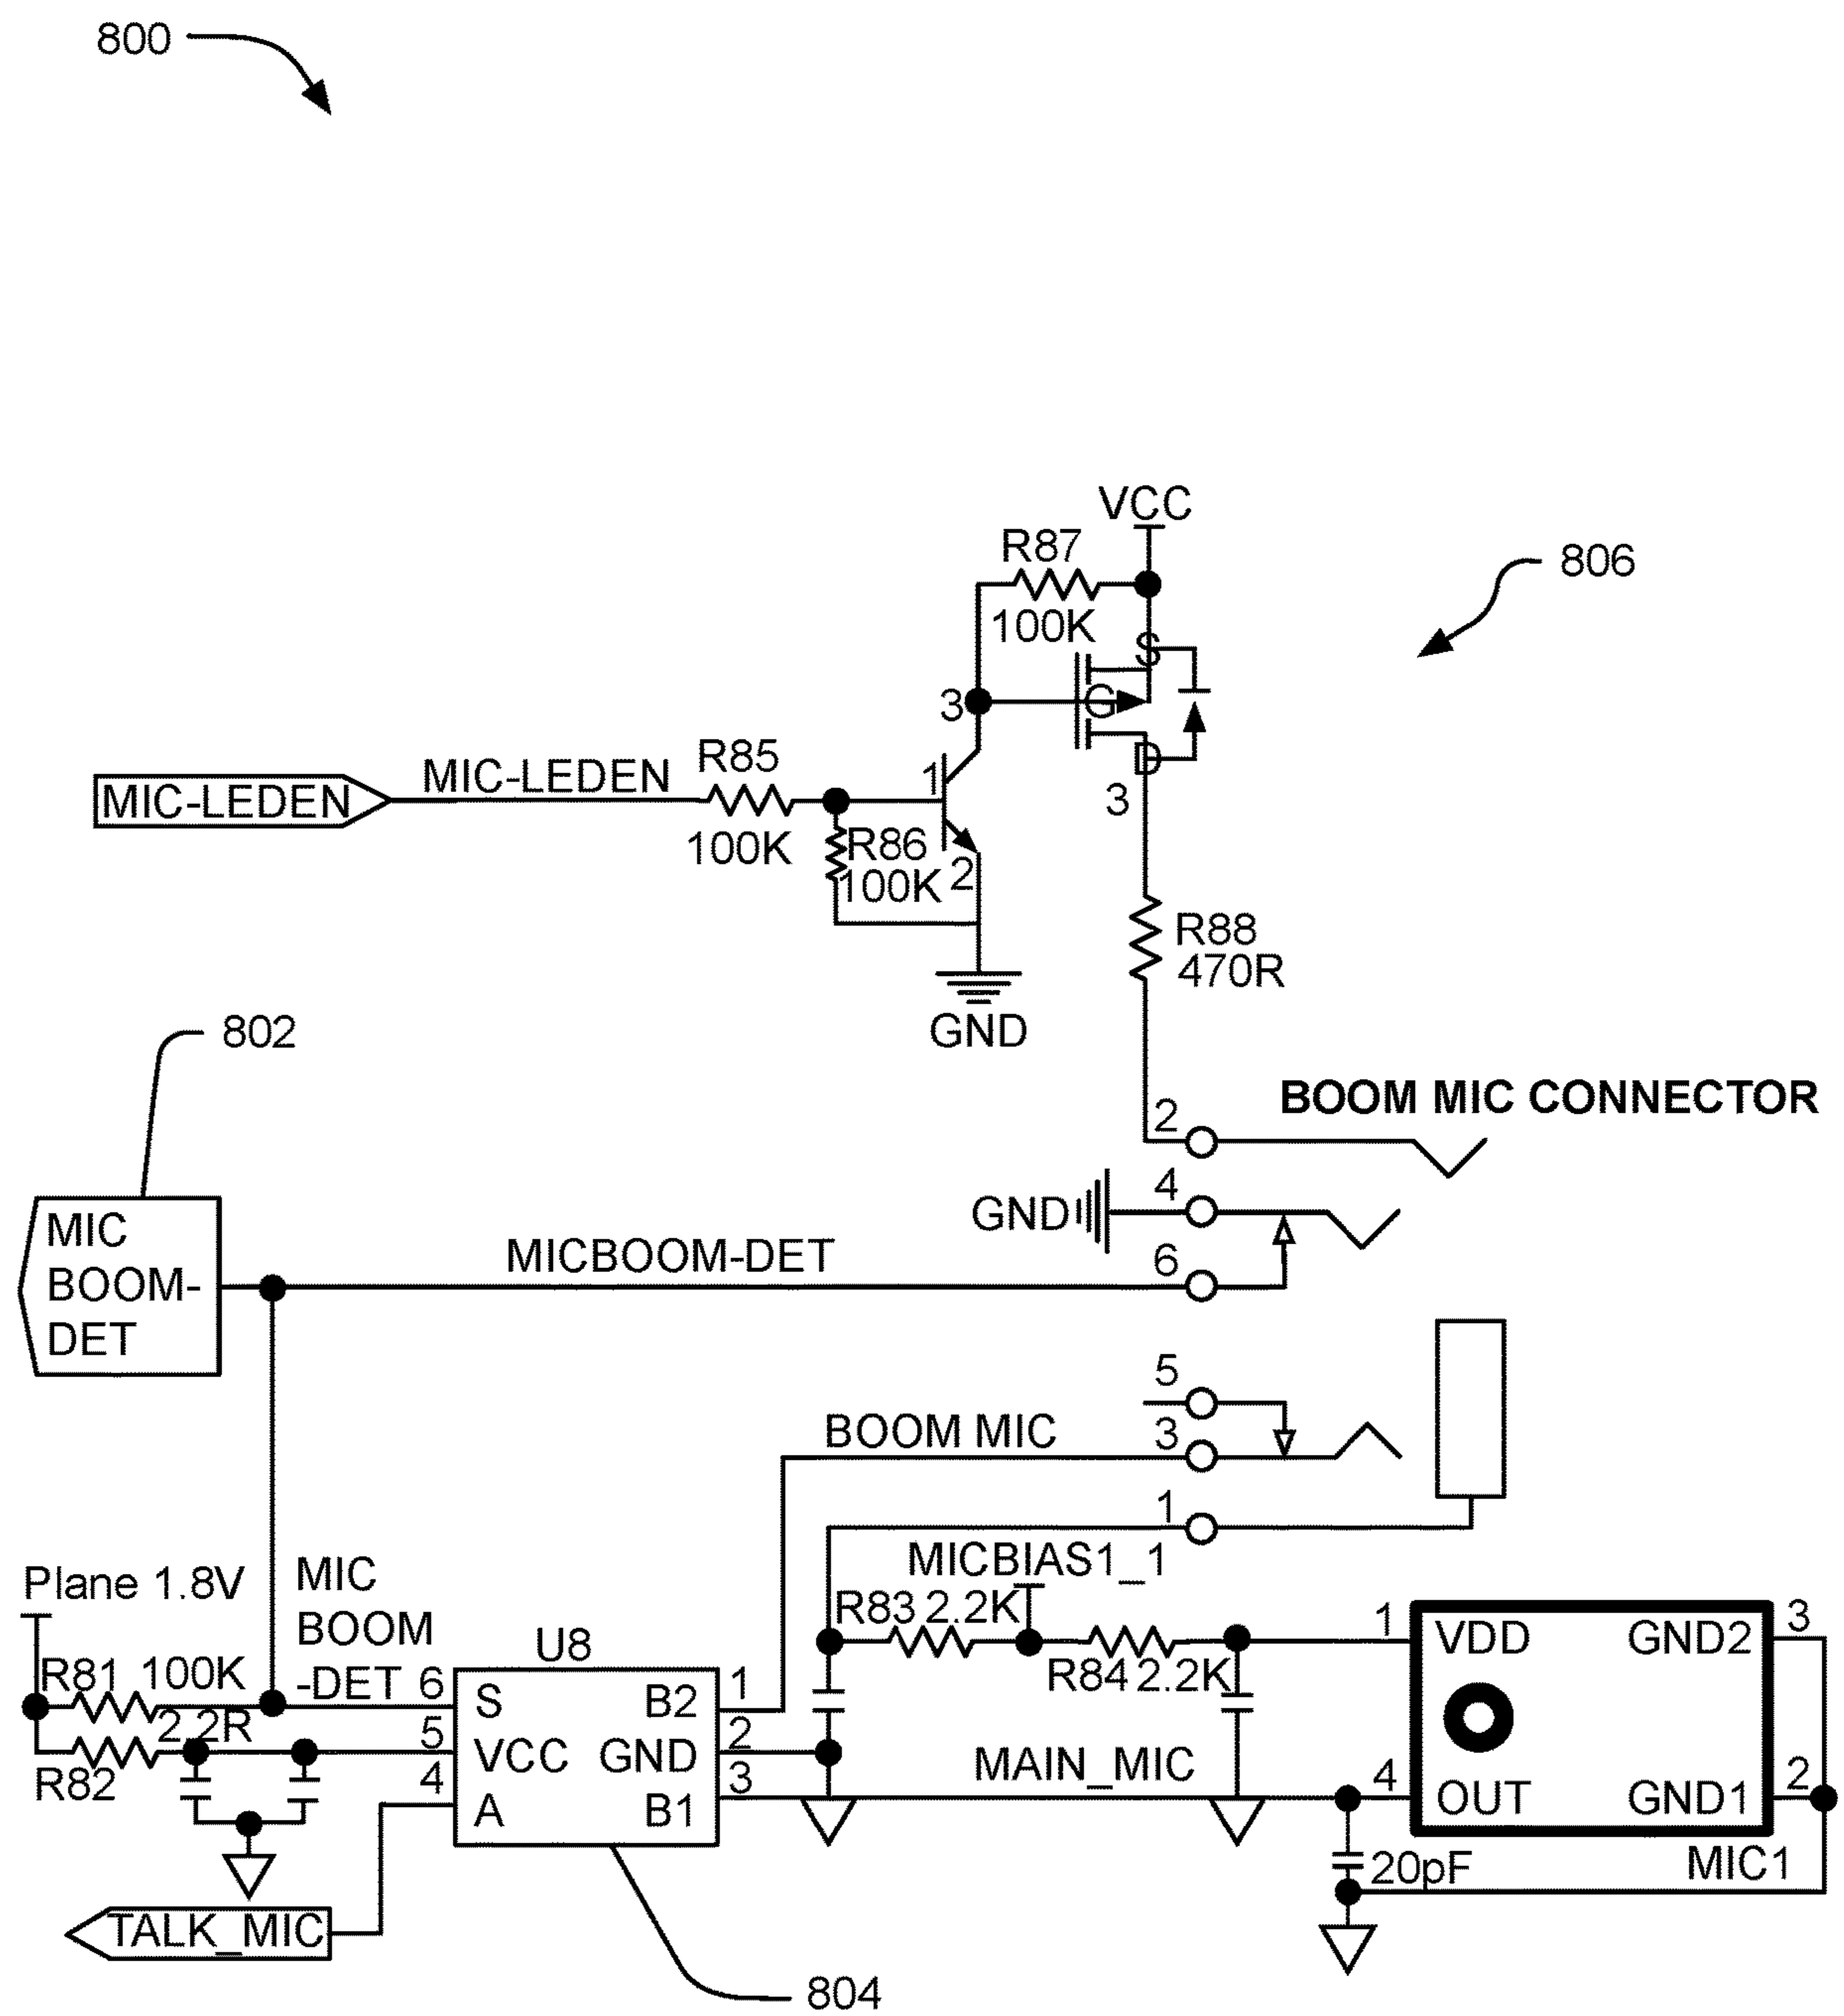 800
VCC
R87
806
100K
S
G
3
D
3
MIC-LEDEN
MIC-LEDEN
R85
1
100K
R86
100K
2
R88
470R
GND
802
BOOM MIC CONNECTOR
2
MIC
BOOM-
DET
GND
4
MICBOOM-DET
6
5
BOOM MIC
3
1
MICBIAS1_1
Plane 1.8V
MIC
BOOM
-DET
R83 2.2K
R84 2.2K
U8
R81 100K
6
S
B2
1
2.2R
5
VCC
GND
2
R82
4
A
B1
3
MAIN_MIC
1
VDD
GND2
3
4
OUT
GND1
2
20pF
MIC1
TALK_MIC
804